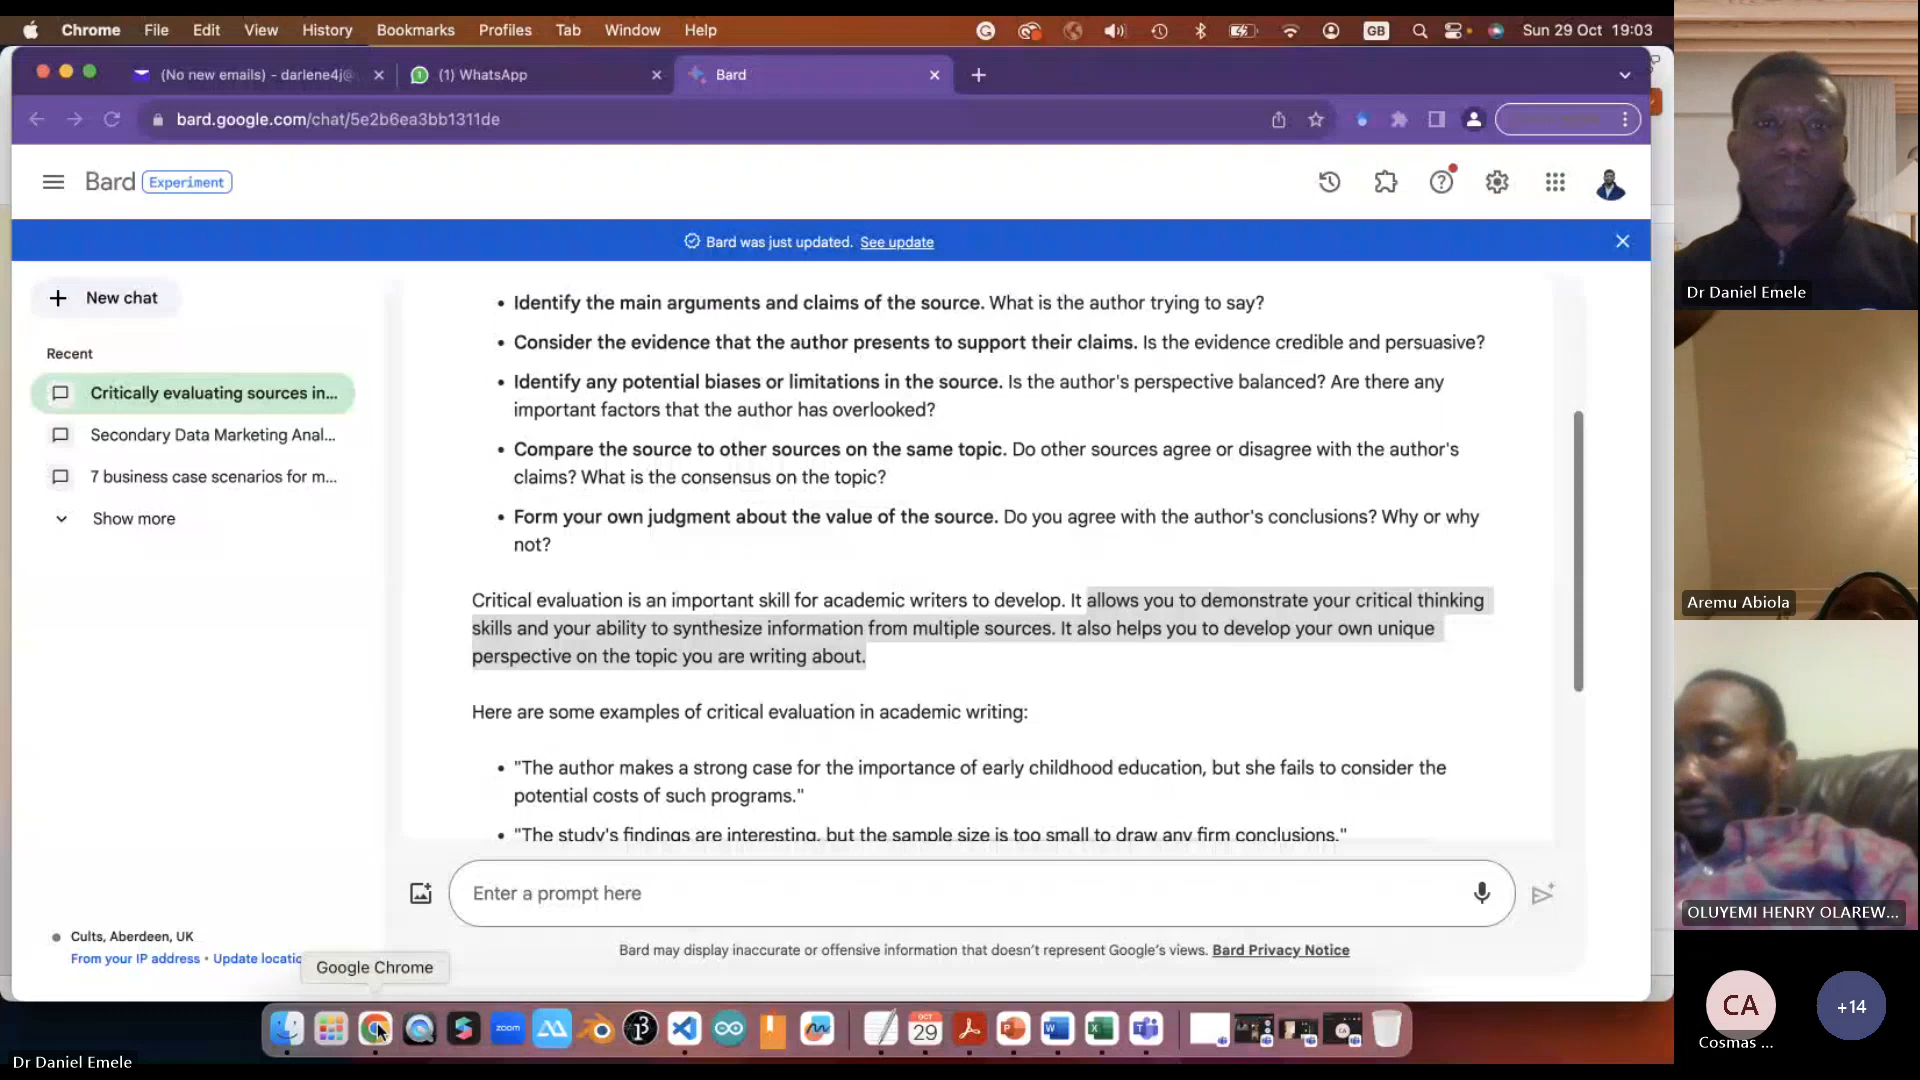 Chrome File Edit View History Bookmarks Profiles Tab Window Help
GB
Sun 29 Oct 19:03
(No new emails) - darlene4j@
(1) WhatsApp
Bard
bard.google.com/chat/5e2b6ea3bb1311de
Bard Experiment
Bard was just updated. See update
New chat
Recent
Critically evaluating sources in...
Secondary Data Marketing Anal...
7 business case scenarios for m...
Show more
• Identify the main arguments and claims of the source. What is the author trying to say?
• Consider the evidence that the author presents to support their claims. Is the evidence credible and persuasive?
• Identify any potential biases or limitations in the source. Is the author's perspective balanced? Are there any
important factors that the author has overlooked?
• Compare the source to other sources on the same topic. Do other sources agree or disagree with the author's
claims? What is the consensus on the topic?
• Form your own judgment about the value of the source. Do you agree with the author's conclusions? Why or why
not?
Critical evaluation is an important skill for academic writers to develop. It allows you to demonstrate your critical thinking
skills and your ability to synthesize information from multiple sources. It also helps you to develop your own unique
perspective on the topic you are writing about.
Here are some examples of critical evaluation in academic writing:
• "The author makes a strong case for the importance of early childhood education, but she fails to consider the
potential costs of such programs."
• "The study's findings are interesting, but the sample size is too small to draw any firm conclusions."
Enter a prompt here
Bard may display inaccurate or offensive information that doesn't represent Google's views. Bard Privacy Notice
Cults, Aberdeen, UK
From your IP address • Update locatio
Google Chrome
zoom
OCT
29
Dr Daniel Emele
Dr Daniel Emele
Aremu Abiola
OLUYEMI HENRY OLAREW...
CA
+14
Cosmas ...